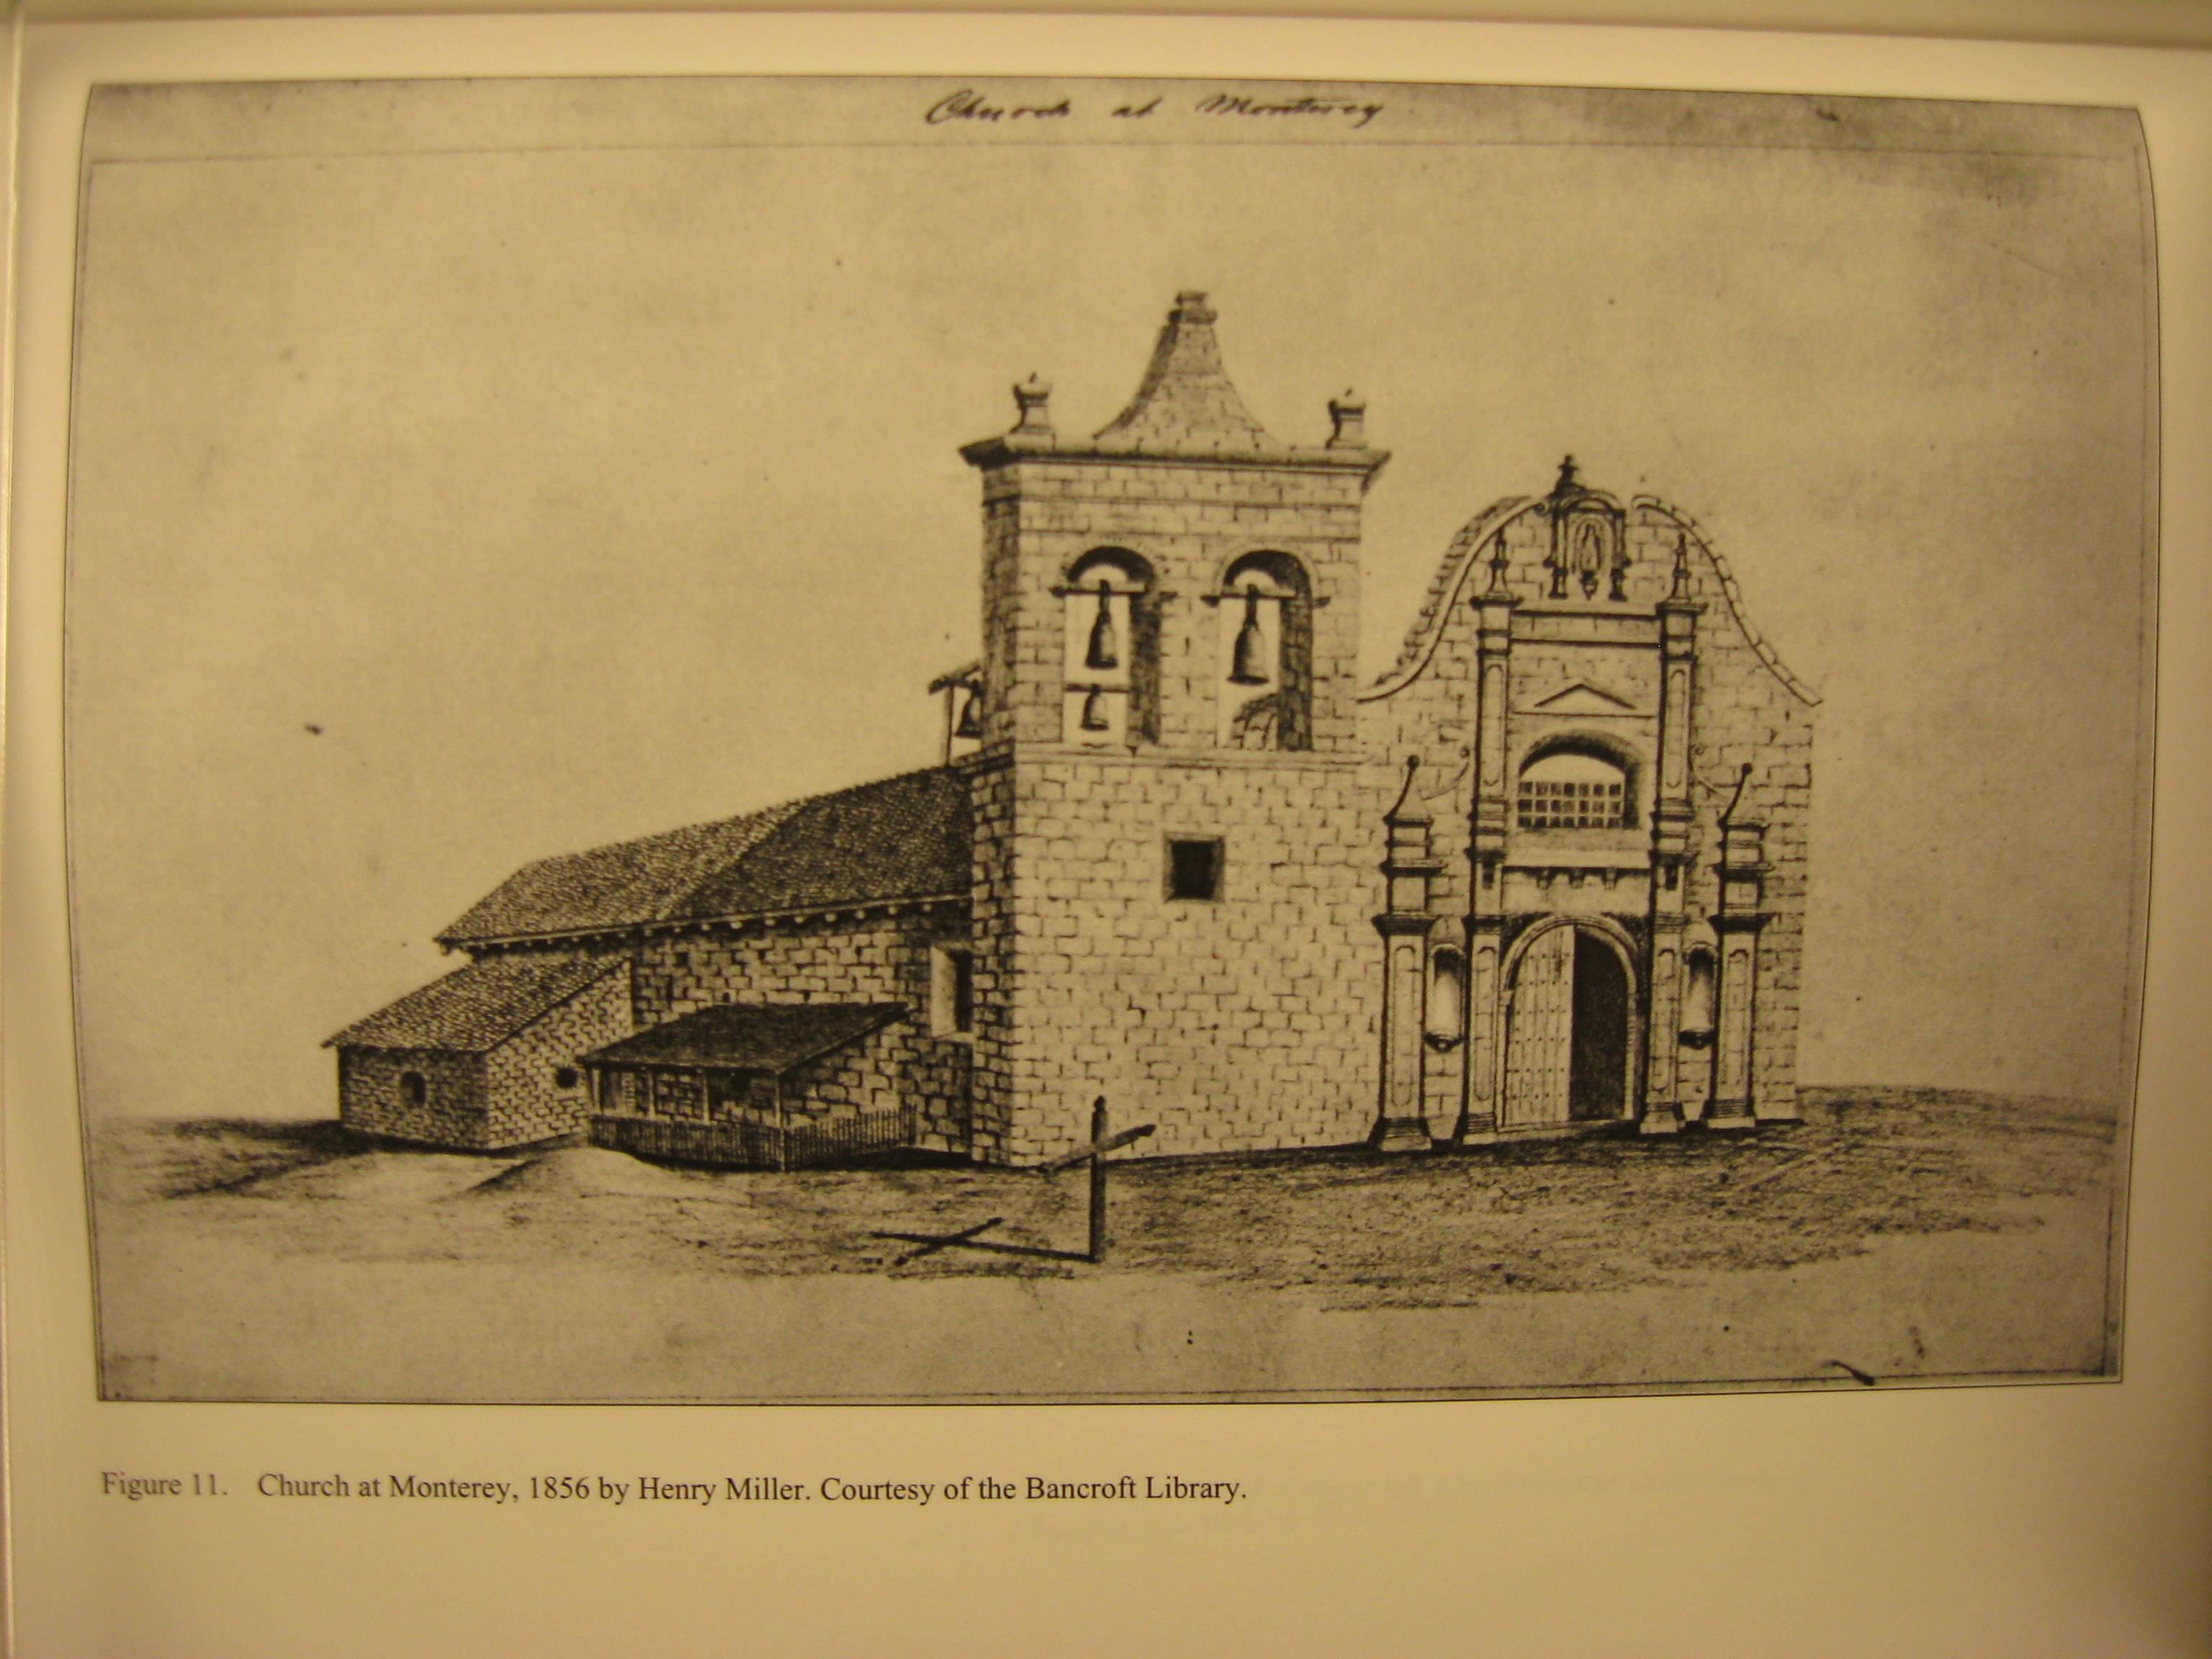 Church at Monterey
Figure 11. Church at Monterey, 1856 by Henry Miller. Courtesy of the Bancroft Library.